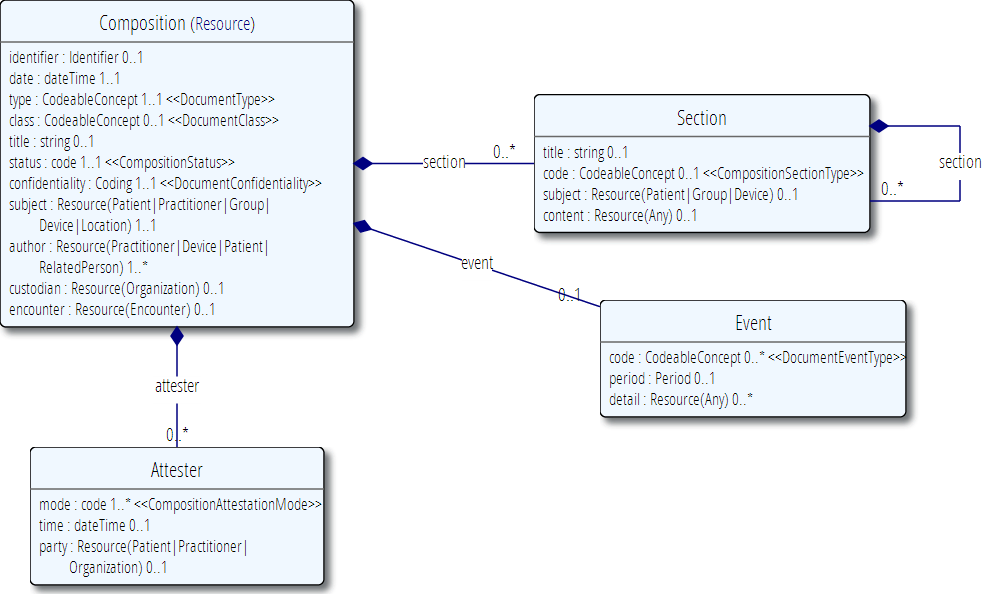 Composition (Resource)
identifier : Identifier 0..1
date : dateTime 1..1
type : CodeableConcept 1..1 <<DocumentType>>
class : CodeableConcept 0..1 <<DocumentClass>>
title : string 0..1
status : code 1..1 <<CompositionStatus>>
confidentiality : Coding 1..1 <<DocumentConfidentiality>>
subject : Resource(Patient|Practitioner|Group|
Device|Location) 1..1
author : Resource(Practitioner|Device|Patient|
RelatedPerson) 1..*
custodian : Resource(Organization) 0..1
encounter : Resource(Encounter) 0..1
section
0..*
Section
title : string 0..1
code : CodeableConcept 0..1 <<CompositionSectionType>>
subject : Resource(Patient|Group|Device) 0..1
content : Resource(Any) 0..1
section
0..*
event
0..1
Event
code : CodeableConcept 0..* <<DocumentEventType>>
period : Period 0..1
detail : Resource(Any) 0..*
attester
0..*
Attester
mode : code 1..* <<CompositionAttestationMode>>
time : dateTime 0..1
party : Resource(Patient|Practitioner|
Organization) 0..1